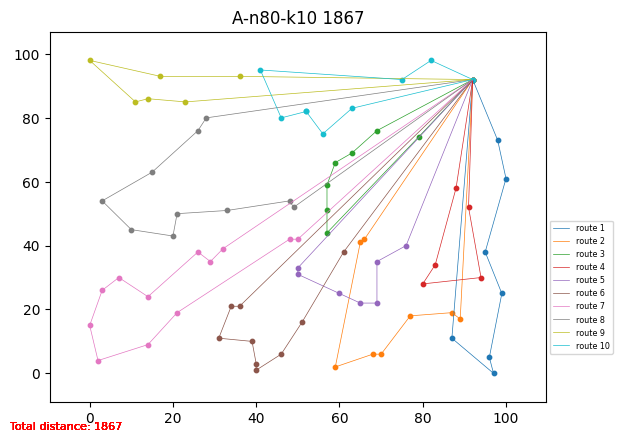 A-n80-k10 1867
100
80
60
40
20
0
0
20
40
60
80
100
route 1
route 2
route 3
route 4
route 5
route 6
route 7
route 8
route 9
route 10
Total distance: 1867